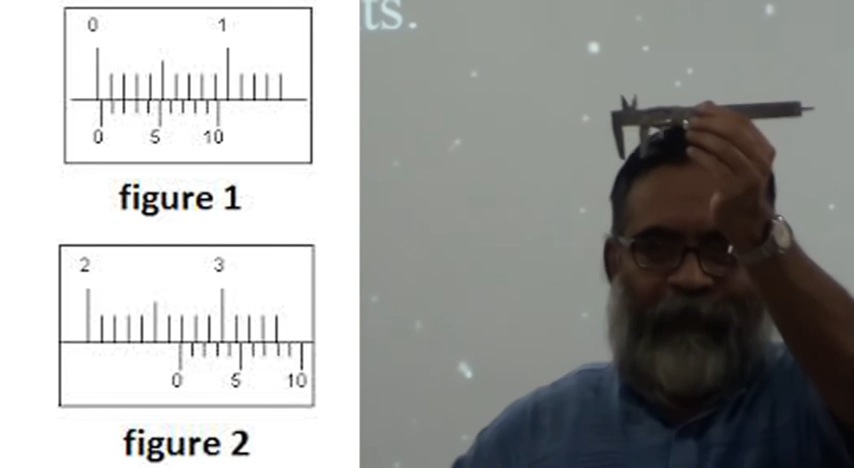 0 1
0 5 10
figure 1
2 3
0 5 10
figure 2
ts.